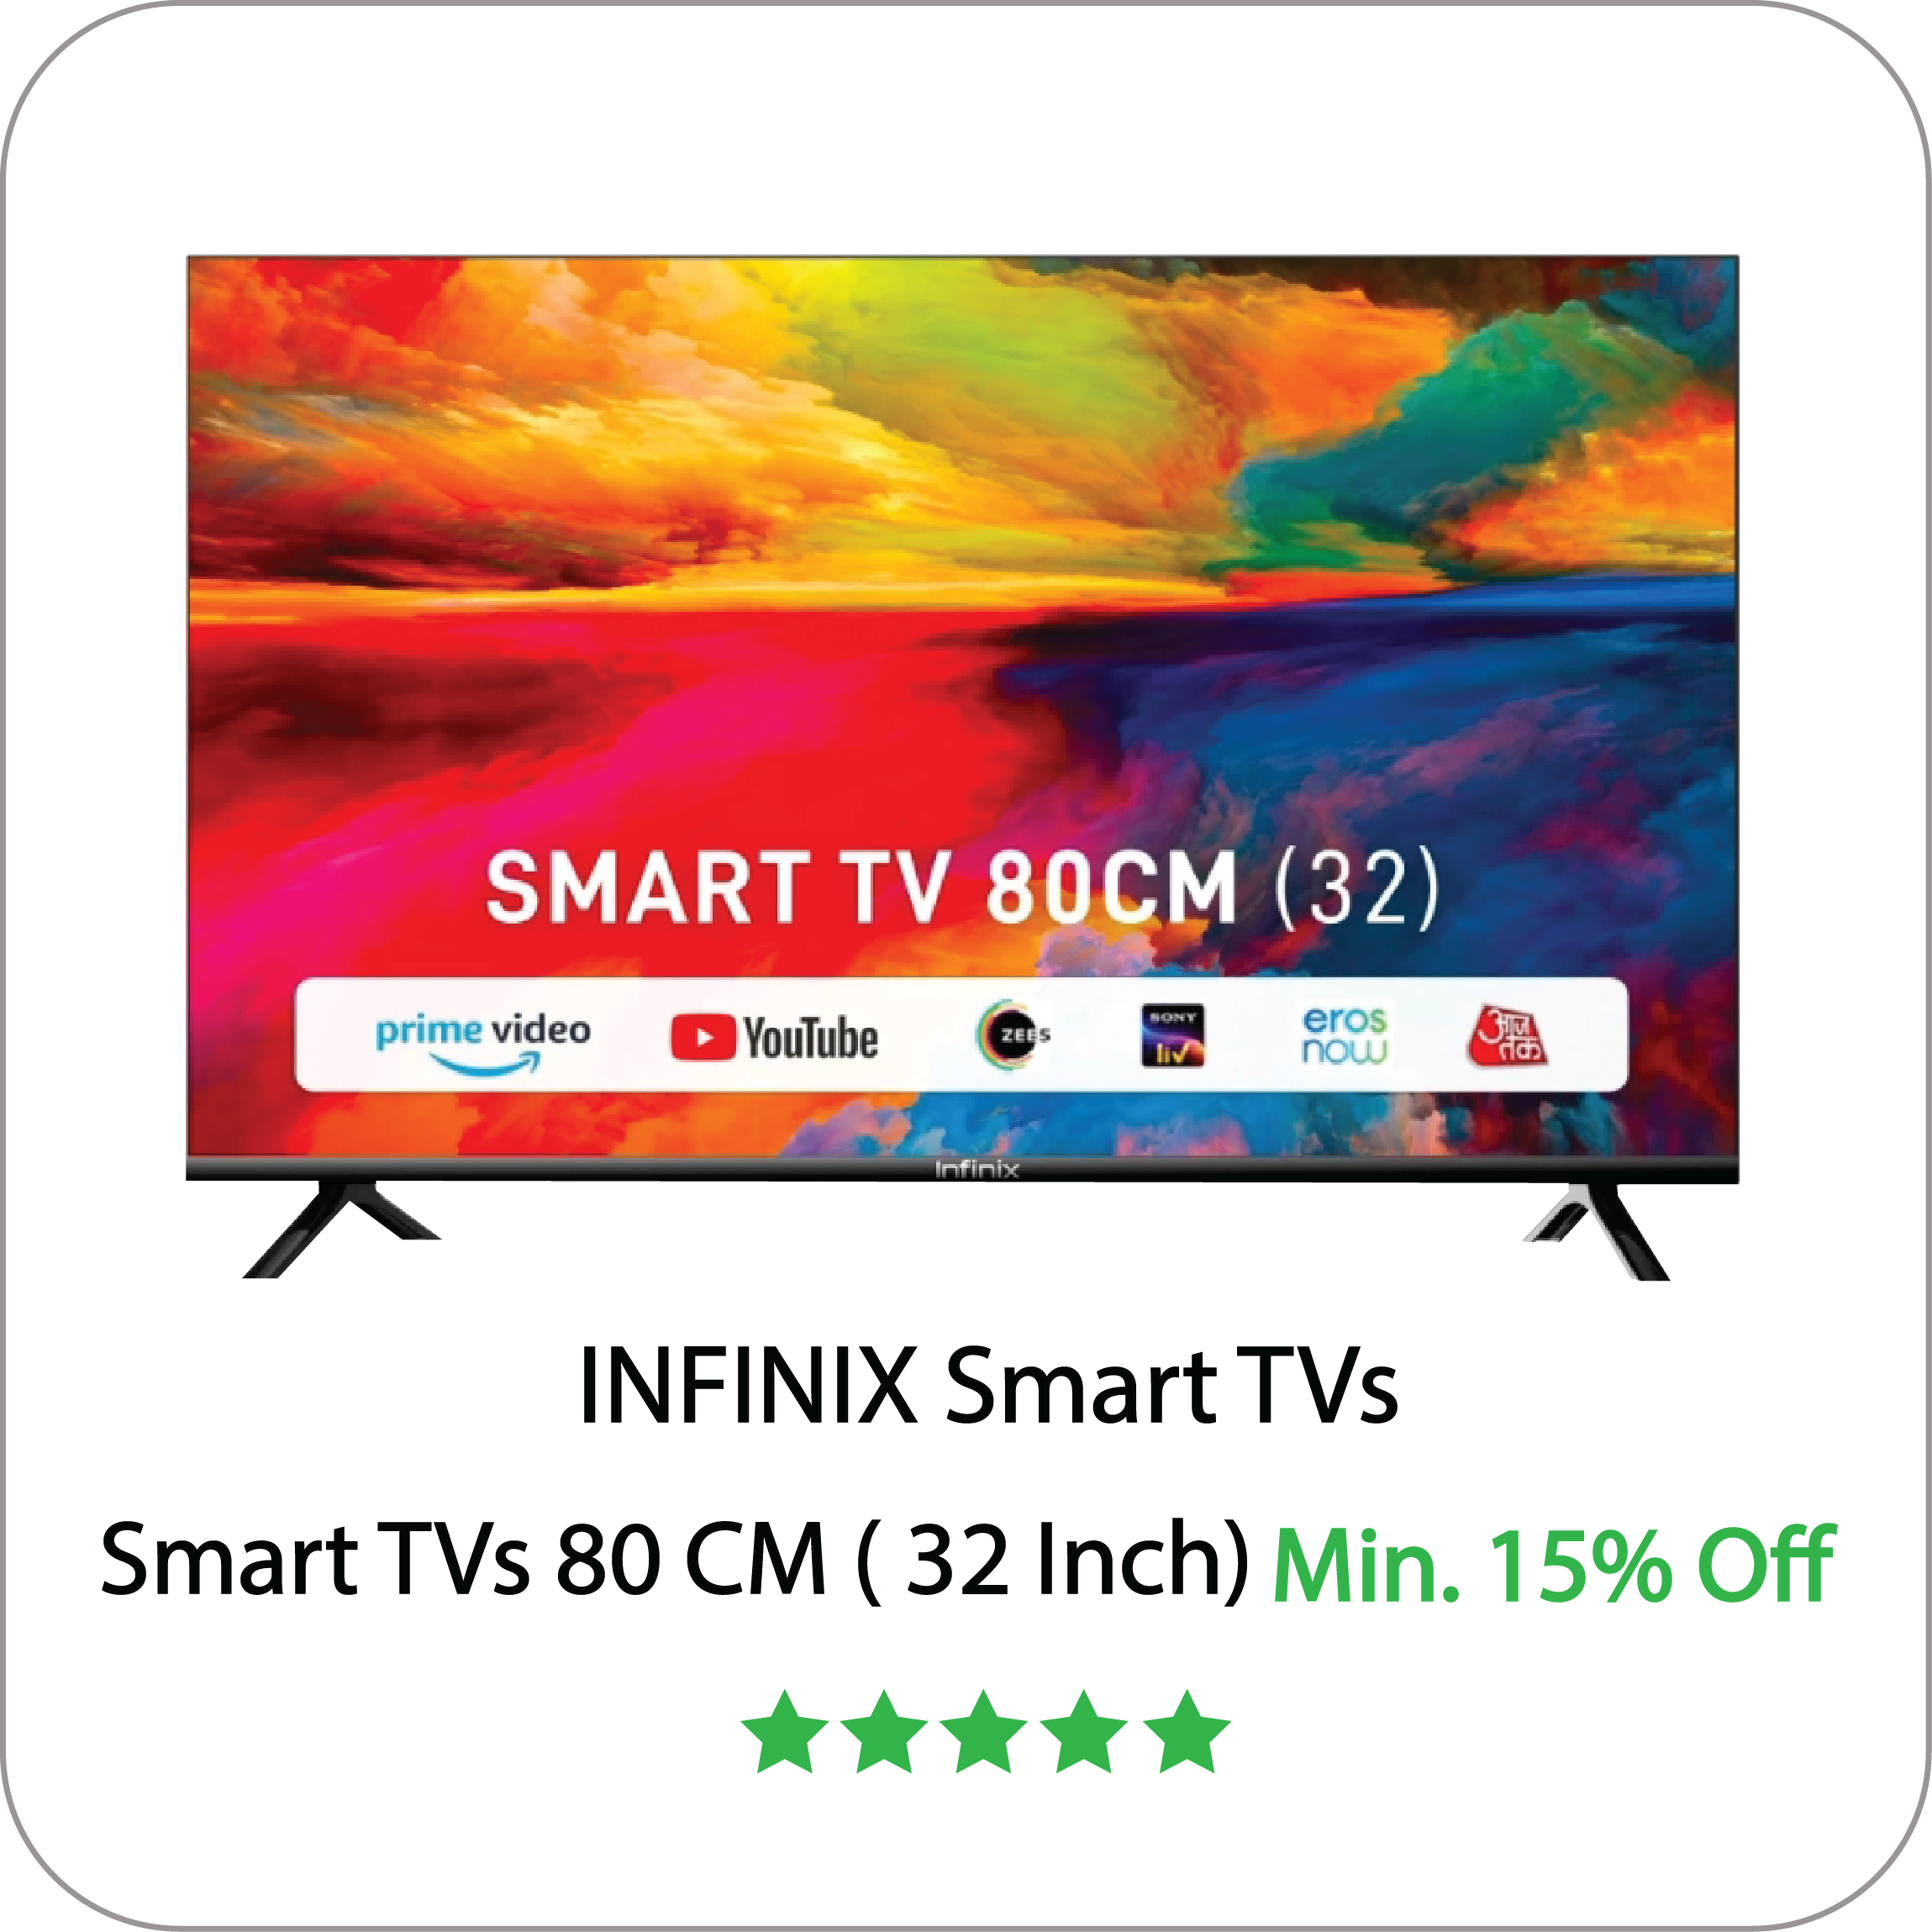 SMART TV 80CM (32)
prime video YouTube ZEE5 SONY liv eros now आज तक
Infinix
INFINIX Smart TVs
Smart TVs 80 CM ( 32 Inch) Min. 15% Off